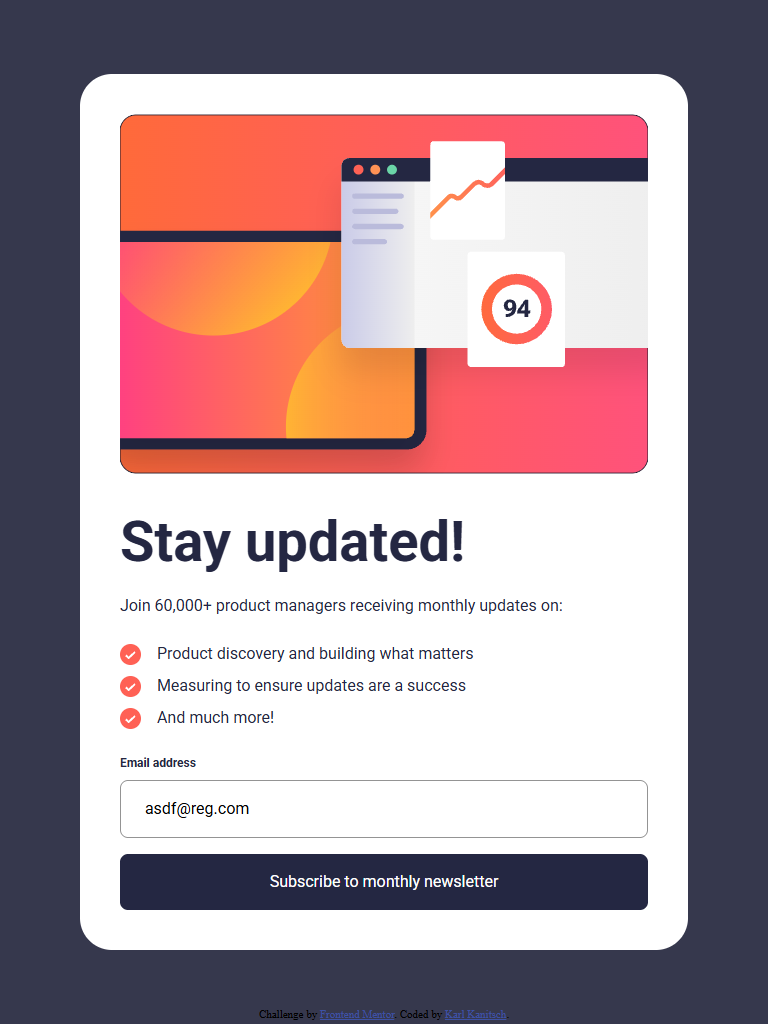 94
Stay updated!
Join 60,000+ product managers receiving monthly updates on:
Product discovery and building what matters
Measuring to ensure updates are a success
And much more!
Email address
asdf@reg.com
Subscribe to monthly newsletter
Challenge by Frontend Mentor. Coded by Karl Kanitsch.